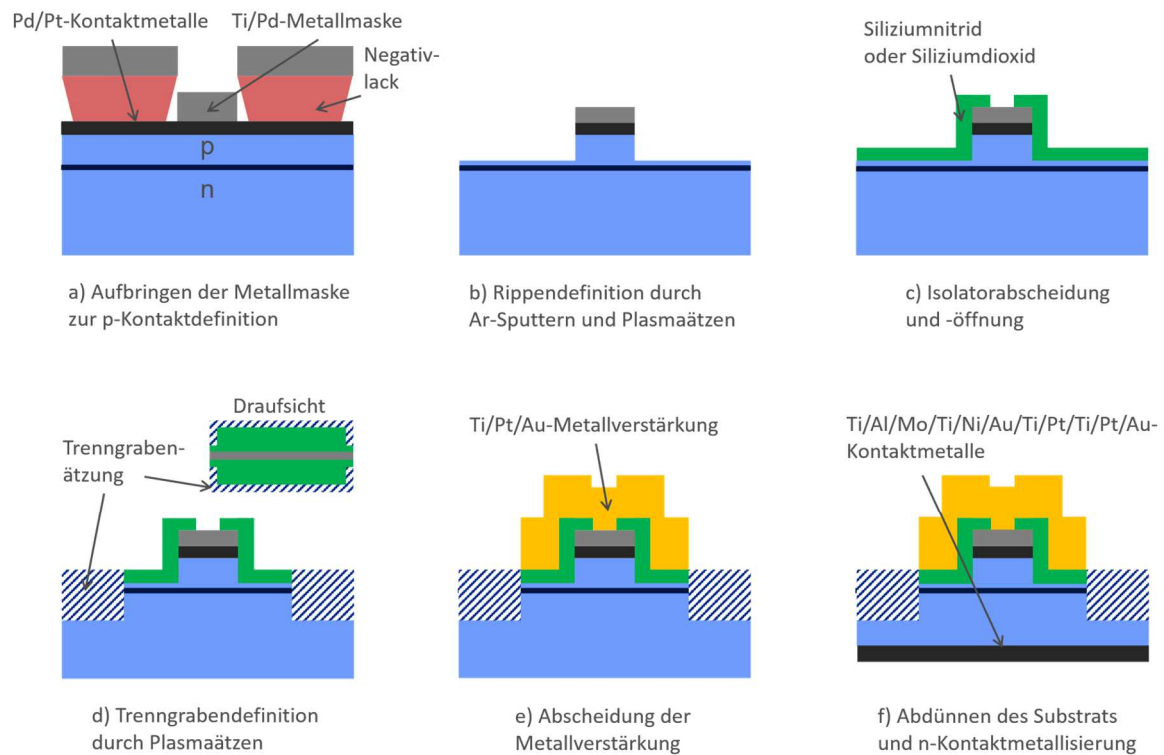 Pd/Pt-Kontaktmetalle
Ti/Pd-Metallmaske
Negativ-
lack
p
n
a) Aufbringen der Metallmaske
zur p-Kontaktdefinition
b) Rippendefinition durch
Ar-Sputtern und Plasmaätzen
Siliziumnitrid
oder Siliziumdioxid
c) Isolatorabscheidung
und -öffnung
Draufsicht
Trenngraben-
ätzung
d) Trenngrabendefinition
durch Plasmaätzen
Ti/Pt/Au-Metallverstärkung
e) Abscheidung der
Metallverstärkung
Ti/Al/Mo/Ti/Ni/Au/Ti/Pt/Ti/Pt/Au-
Kontaktmetalle
f) Abdünnen des Substrats
und n-Kontaktmetallisierung